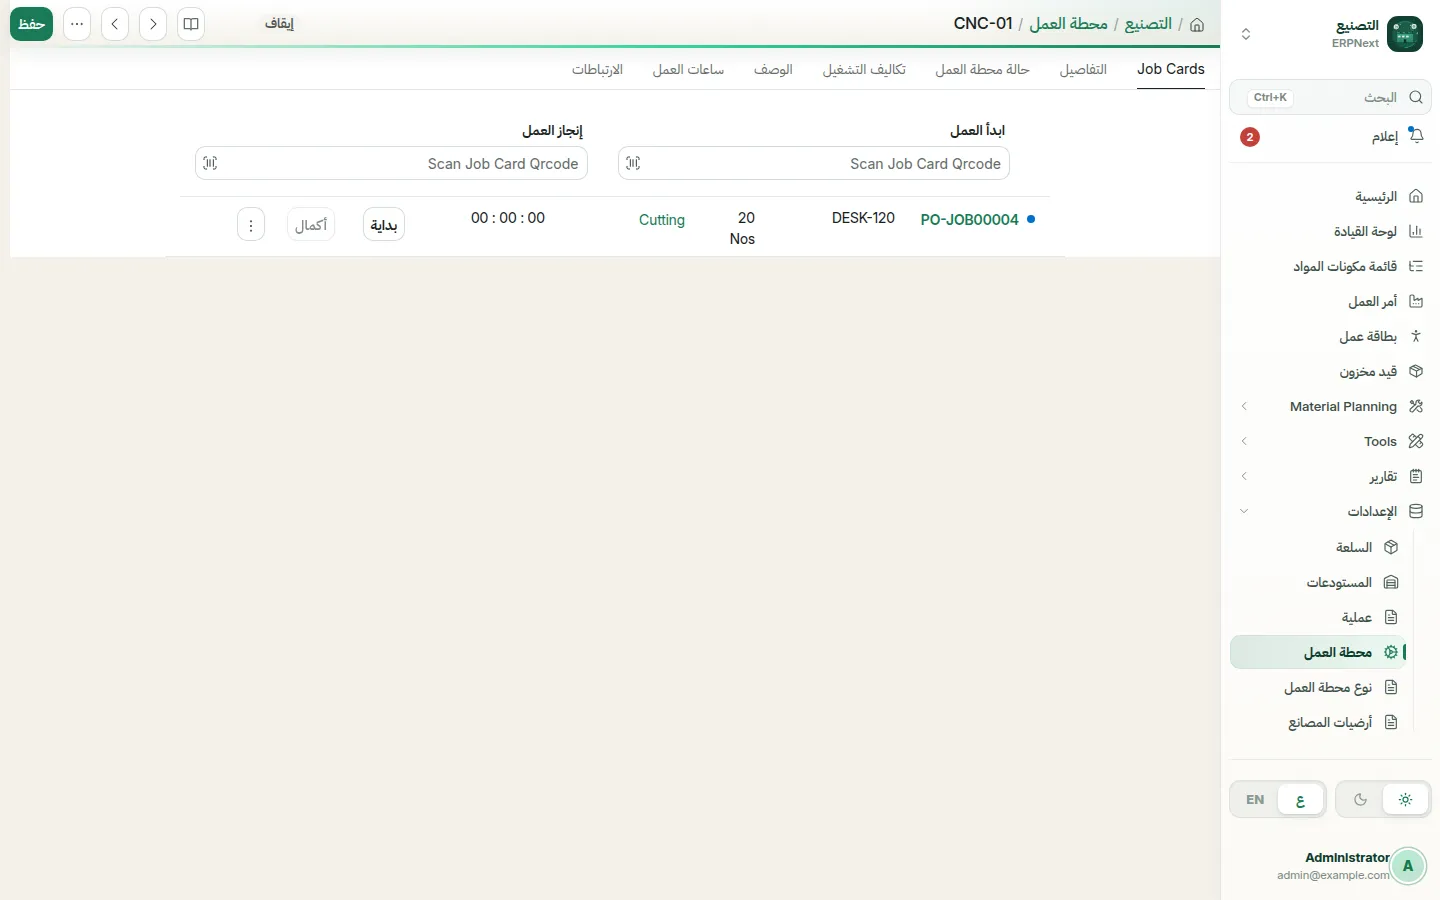 التصنيع
ERPNext
البحث
Ctrl+K
إعلام
2
الرئيسية
لوحة القيادة
قائمة مكونات المواد
أمر العمل
بطاقة عمل
قيد مخزون
Material Planning
Tools
تقارير
الإعدادات
السلعة
المستودعات
عملية
محطة العمل
نوع محطة العمل
أرضيات المصانع
ع
EN
Administrator
admin@example.com
A
التصنيع / محطة العمل / CNC-01
إيقاف
حفظ
Job Cards
التفاصيل
حالة محطة العمل
تكاليف التشغيل
الوصف
ساعات العمل
الارتباطات
ابدأ العمل
Scan Job Card Qrcode
إنجاز العمل
Scan Job Card Qrcode
PO-JOB00004
DESK-120
20
Nos
Cutting
00 : 00 : 00
بداية
أكمال